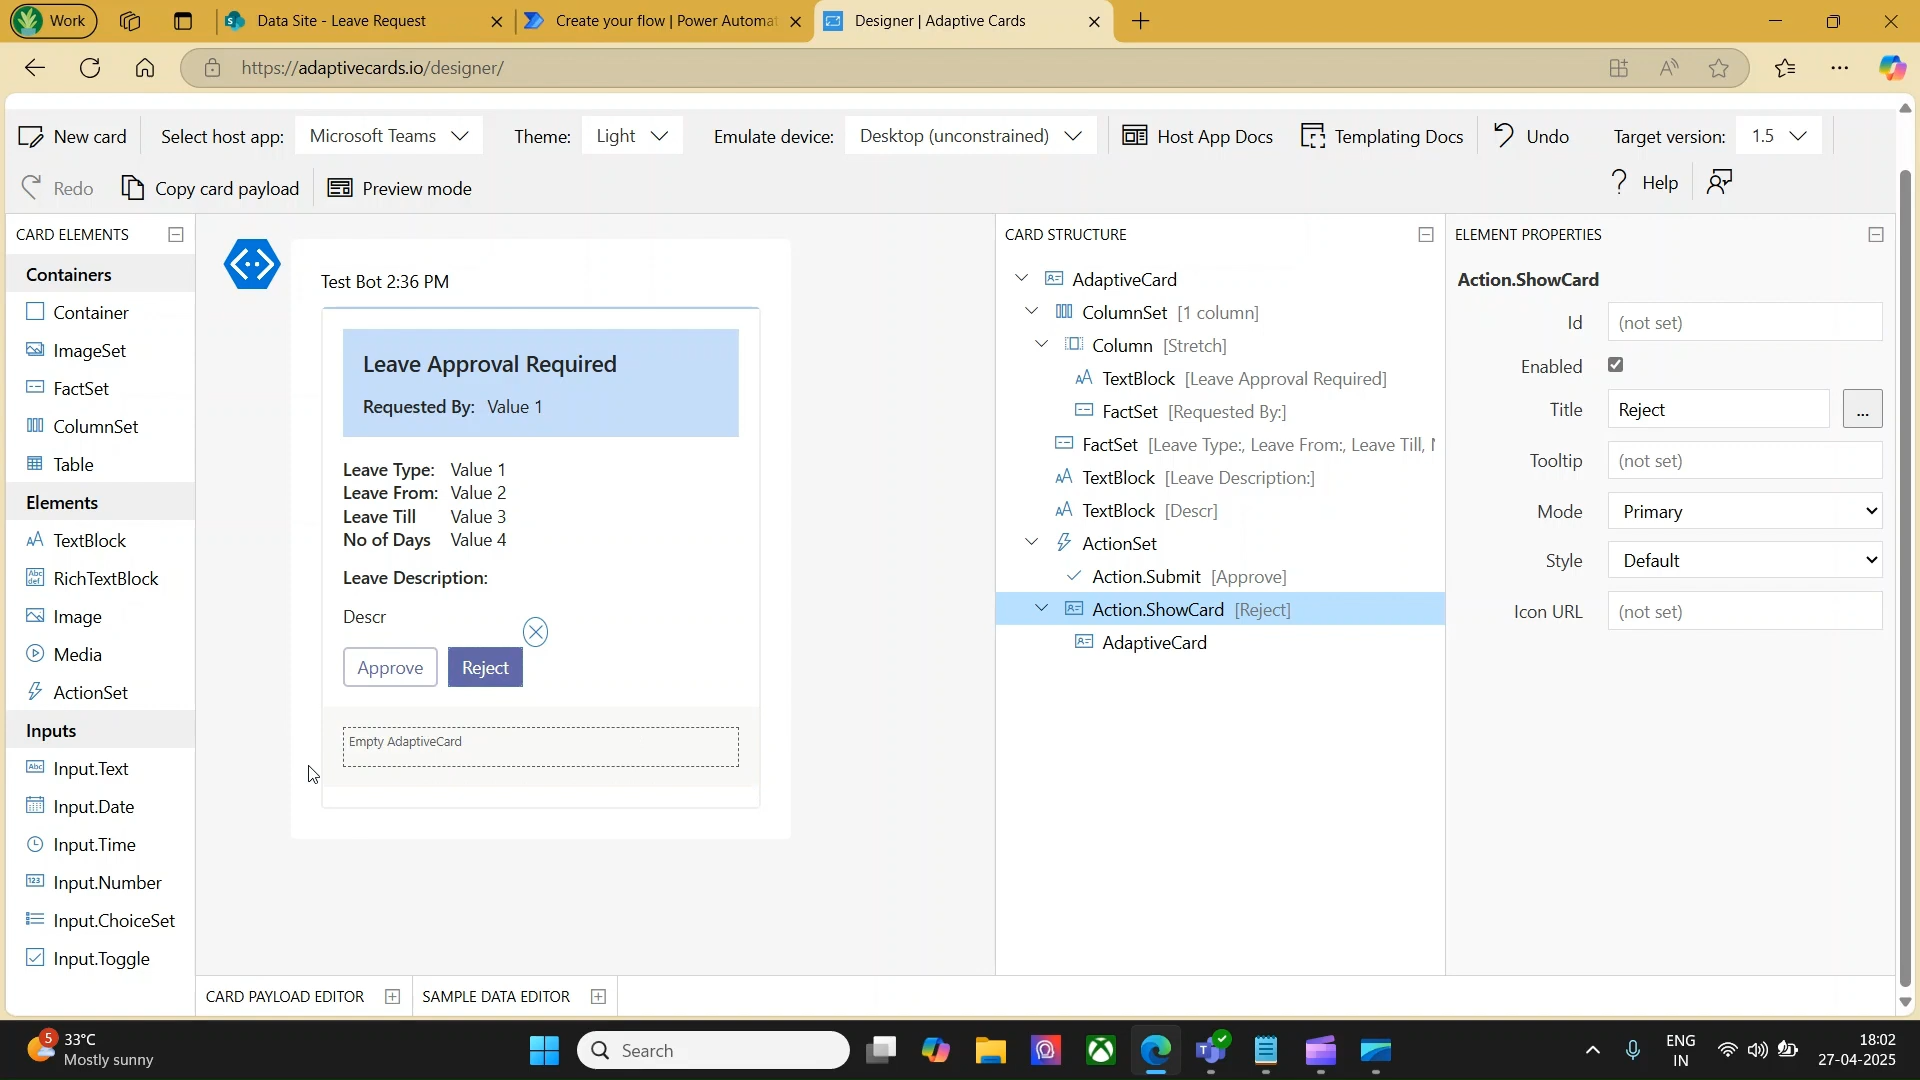 Work
Data Site - Leave Request
Create your flow | Power Automat
Designer | Adaptive Cards
https://adaptivecards.io/designer/
New card
Select host app:
Microsoft Teams
Theme:
Light
Emulate device:
Desktop (unconstrained)
Host App Docs
Templating Docs
Undo
Target version:
1.5
Redo
Copy card payload
Preview mode
Help
CARD ELEMENTS
Containers
Container
ImageSet
FactSet
ColumnSet
Table
Elements
TextBlock
RichTextBlock
Image
Media
ActionSet
Inputs
Input.Text
Input.Date
Input.Time
Input.Number
Input.ChoiceSet
Input.Toggle
Test Bot 2:36 PM
Leave Approval Required
Requested By: Value 1
Leave Type: Value 1
Leave From: Value 2
Leave Till Value 3
No of Days Value 4
Leave Description:
Descr
Approve
Reject
Empty AdaptiveCard
CARD PAYLOAD EDITOR
SAMPLE DATA EDITOR
CARD STRUCTURE
AdaptiveCard
ColumnSet [1 column]
Column [Stretch]
TextBlock [Leave Approval Required]
FactSet [Requested By:]
FactSet [Leave Type:, Leave From:, Leave Till, N
TextBlock [Leave Description:]
TextBlock [Descr]
ActionSet
Action.Submit [Approve]
Action.ShowCard [Reject]
AdaptiveCard
ELEMENT PROPERTIES
Action.ShowCard
Id (not set)
Enabled
Title Reject ...
Tooltip (not set)
Mode Primary
Style Default
Icon URL (not set)
5
33°C
Mostly sunny
Search
ENG
IN
18:02
27-04-2025